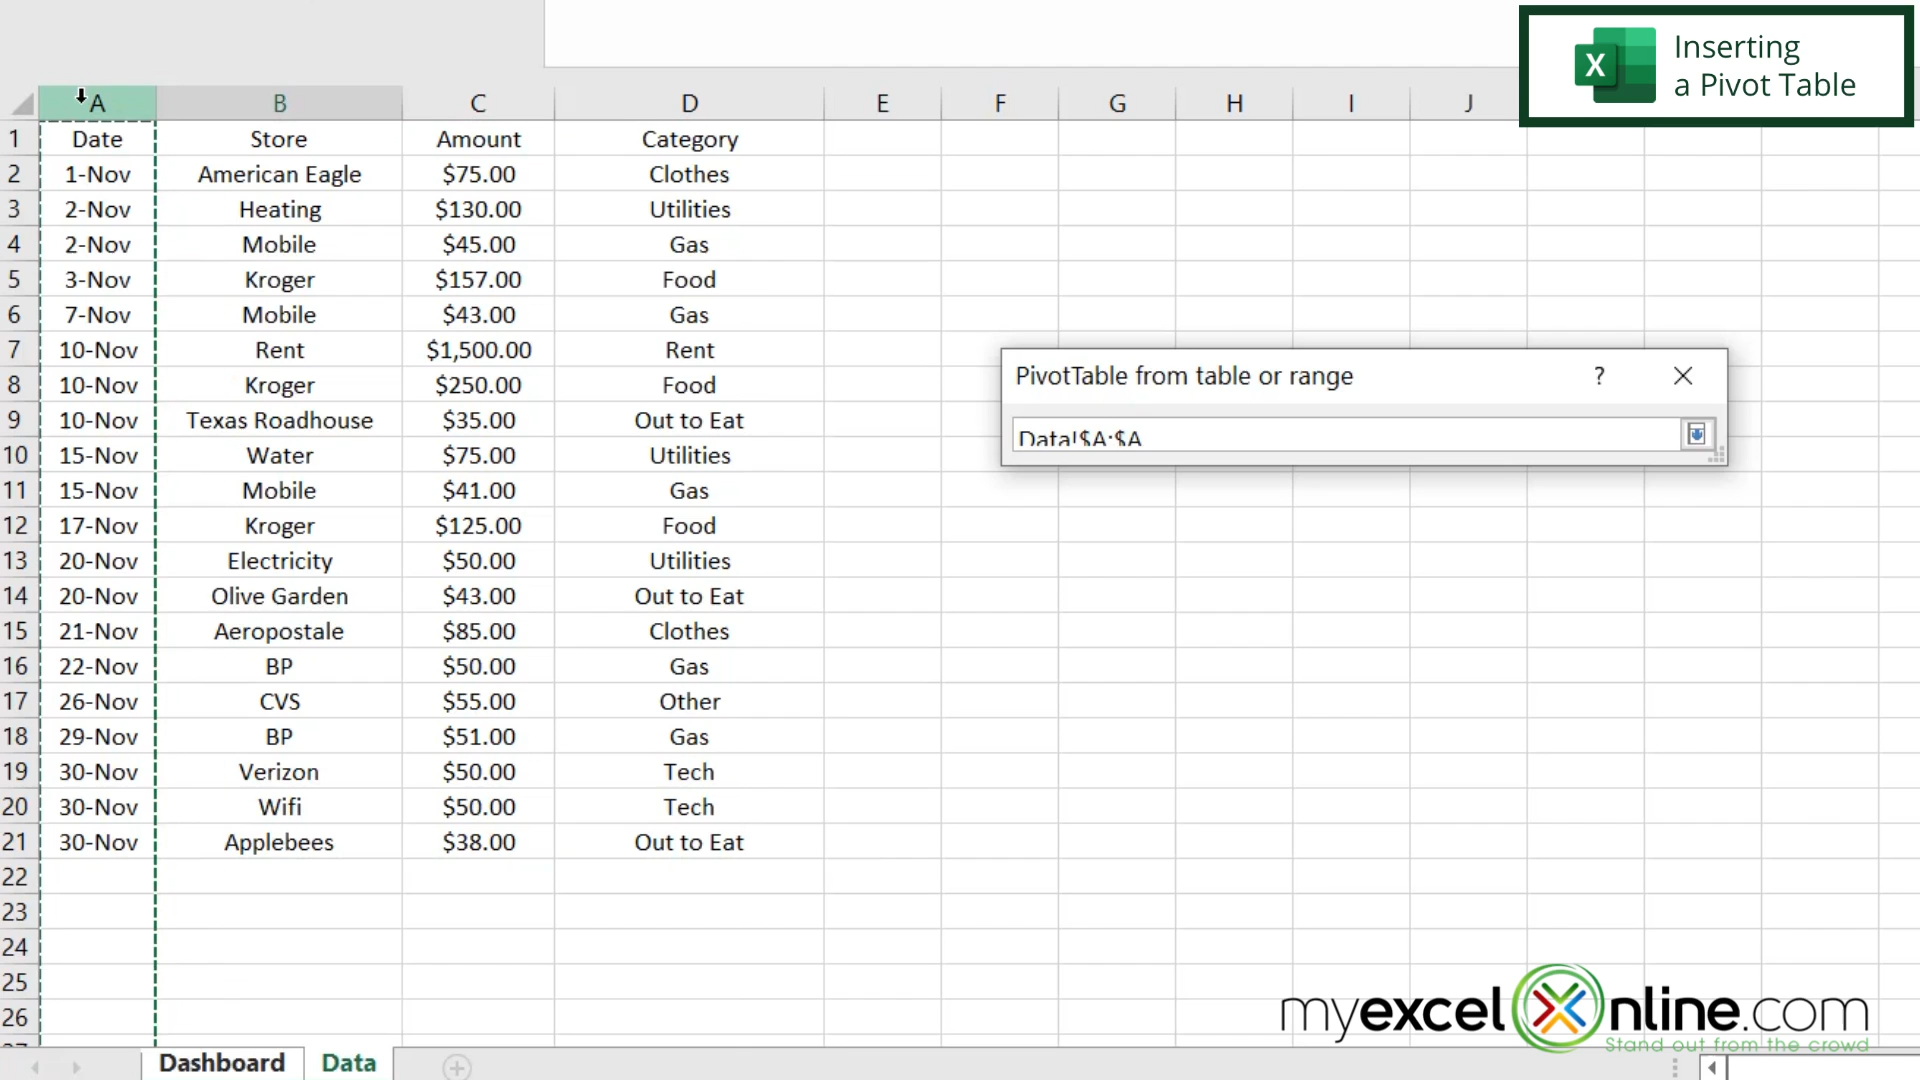 Inserting
a Pivot Table
X
A B C D E F G H I J
1 Date Store Amount Category
2 1-Nov American Eagle $75.00 Clothes
3 2-Nov Heating $130.00 Utilities
4 2-Nov Mobile $45.00 Gas
5 3-Nov Kroger $157.00 Food
6 7-Nov Mobile $43.00 Gas
7 10-Nov Rent $1,500.00 Rent
8 10-Nov Kroger $250.00 Food
9 10-Nov Texas Roadhouse $35.00 Out to Eat
10 15-Nov Water $75.00 Utilities
11 15-Nov Mobile $41.00 Gas
12 17-Nov Kroger $125.00 Food
13 20-Nov Electricity $50.00 Utilities
14 20-Nov Olive Garden $43.00 Out to Eat
15 21-Nov Aeropostale $85.00 Clothes
16 22-Nov BP $50.00 Gas
17 26-Nov CVS $55.00 Other
18 29-Nov BP $51.00 Gas
19 30-Nov Verizon $50.00 Tech
20 30-Nov Wifi $50.00 Tech
21 30-Nov Applebees $38.00 Out to Eat
22
23
24
25
26
27
PivotTable from table or range ?
Data!$A:$A
myexcelonline.com
Stand out from the crowd
Dashboard Data